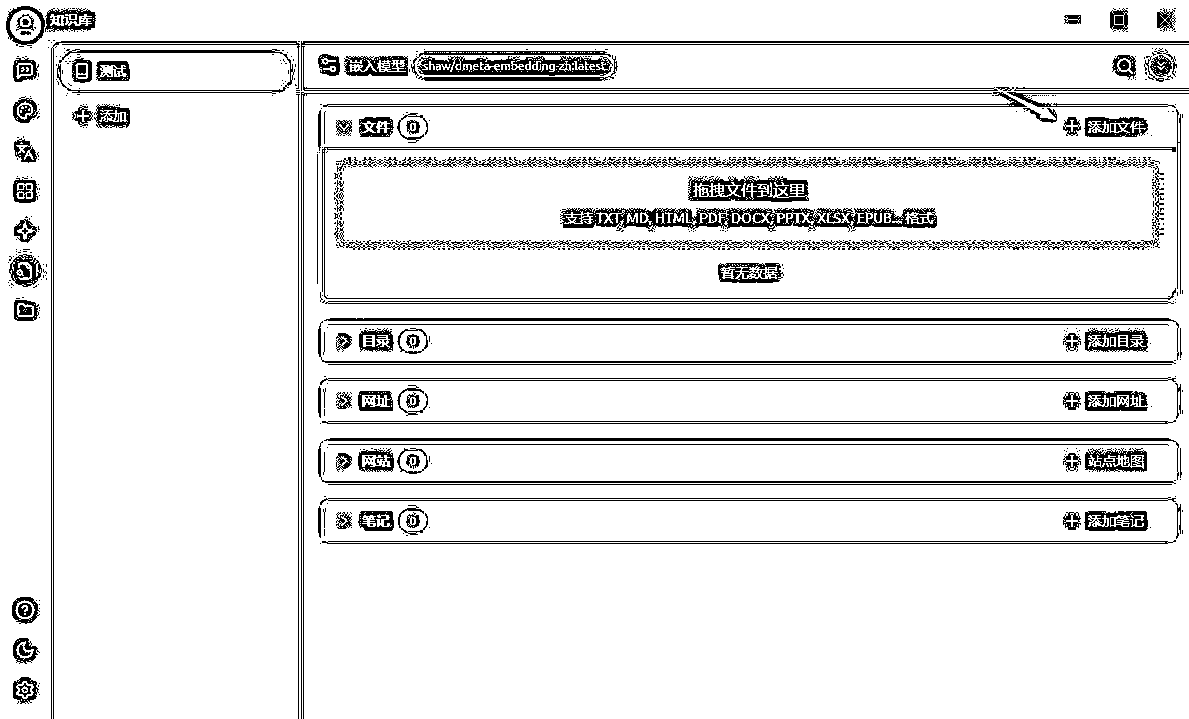 知识库
测试
添加
嵌入模型 shaw/dmeta-embedding-zh:latest
文件 0 添加文件
拖拽文件到这里
支持 TXT, MD, HTML, PDF, DOCX, PPTX, XLSX, EPUB... 格式
暂无数据
目录 0 添加目录
网址 0 添加网址
网站 0 站点地图
笔记 0 添加笔记